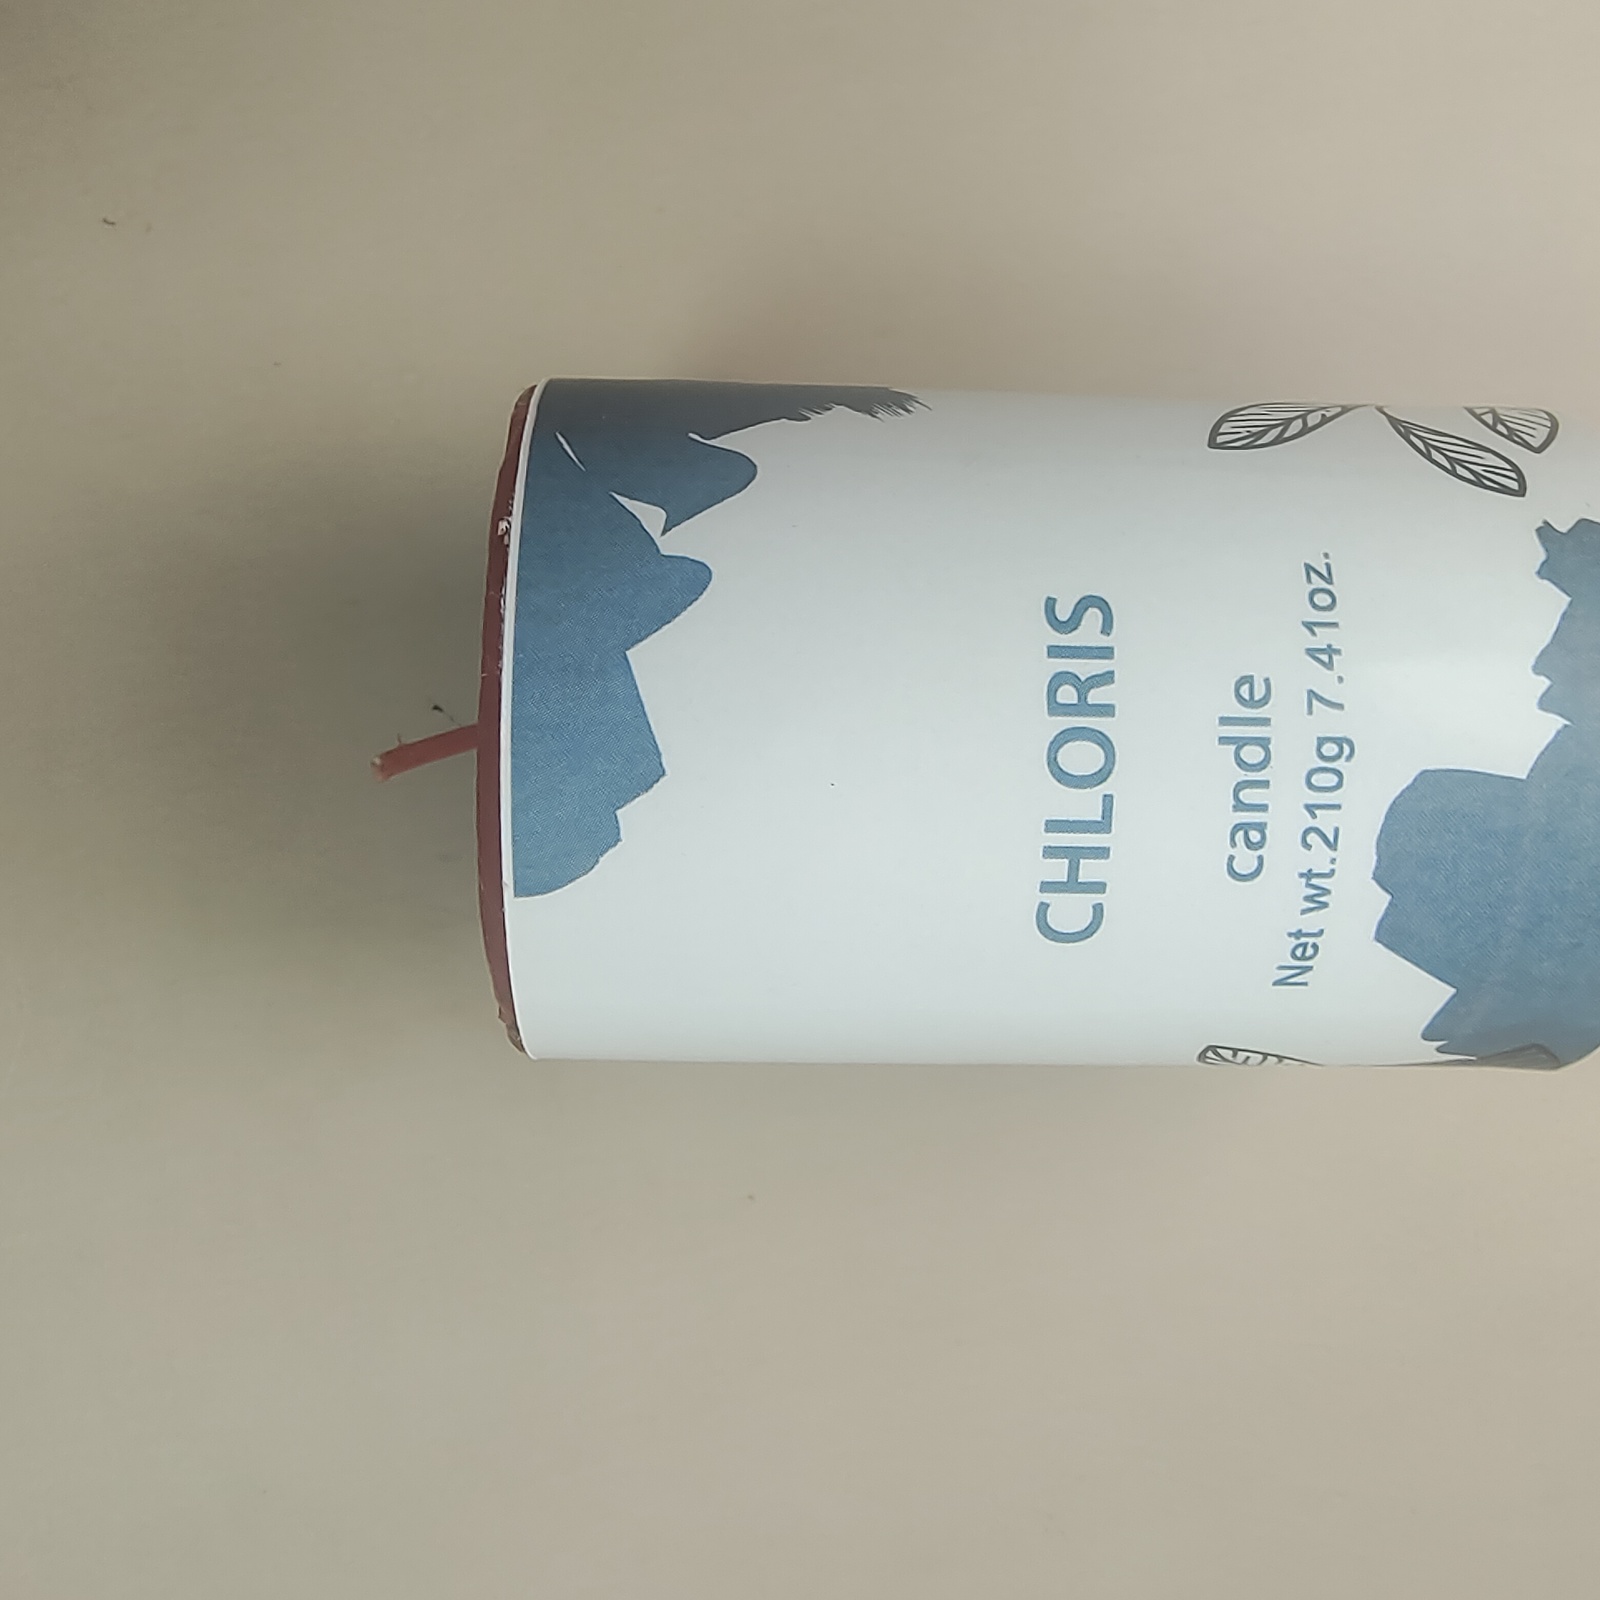 CHLORIS
candle
Net wt.210g 7.41oz.